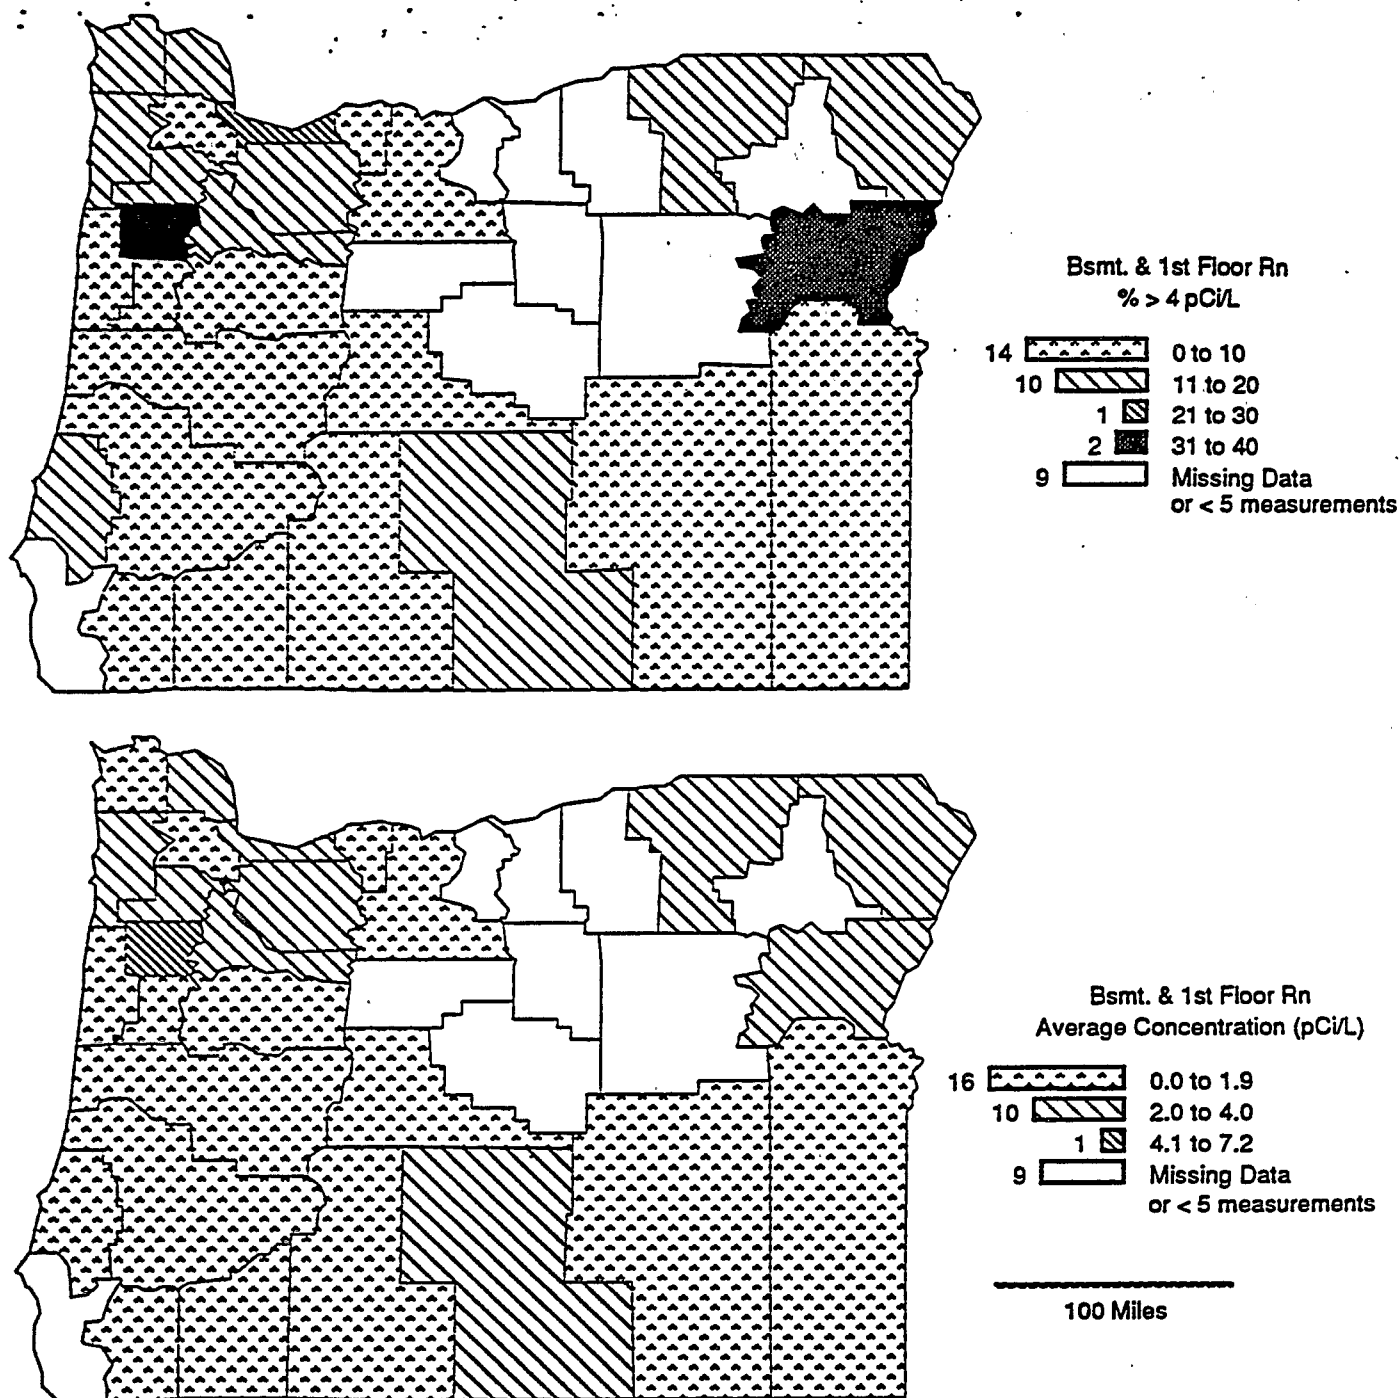 Bsmt. & 1st Floor Rn
% > 4 pCi/L
14 0 to 10
10 11 to 20
1 21 to 30
2 31 to 40
9 Missing Data
or < 5 measurements
Bsmt. & 1st Floor Rn
Average Concentration (pCi/L)
16 0.0 to 1.9
10 2.0 to 4.0
1 4.1 to 7.2
9 Missing Data
or < 5 measurements
100 Miles